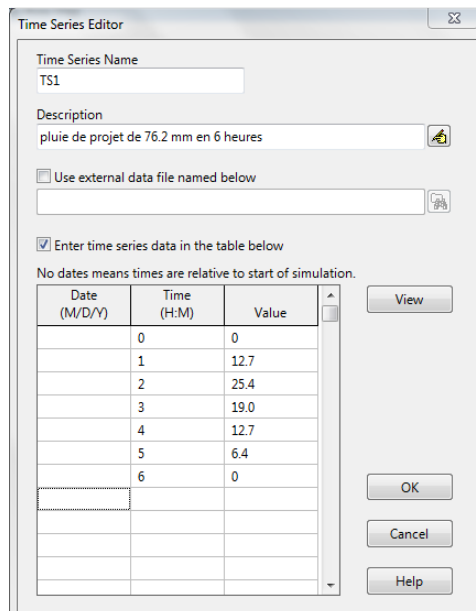 Time Series Editor
Time Series Name
TS1
Description
pluie de projet de 76.2 mm en 6 heures
Use external data file named below
Enter time series data in the table below
No dates means times are relative to start of simulation.
Date Time
(M/D/Y) (H:M) Value
View
0 0
1 12.7
2 25.4
3 19.0
4 12.7
5 6.4
6 0
OK
Cancel
Help